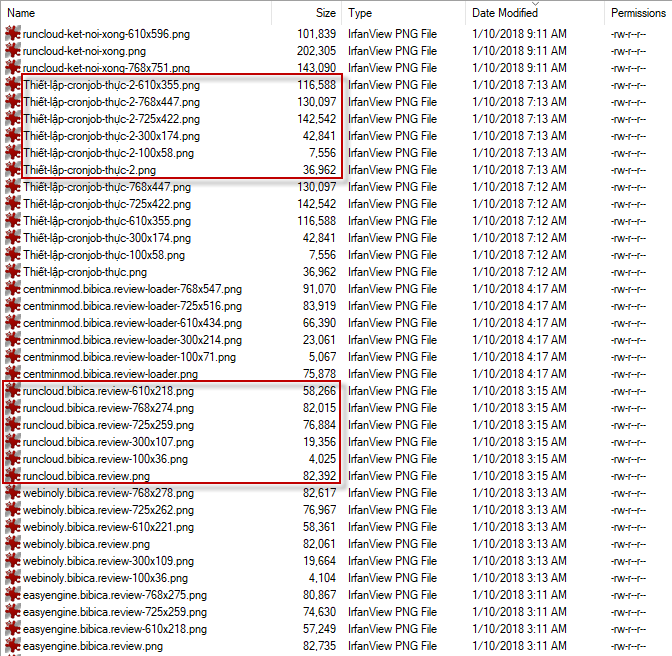 Name Size Type Date Modified Permissions
runcloud-ket-noi-xong-610x596.png 101,839 IrfanView PNG File 1/10/2018 9:11 AM -rw-r--r--
runcloud-ket-noi-xong.png 202,305 IrfanView PNG File 1/10/2018 9:11 AM -rw-r--r--
runcloud-ket-noi-xong-768x751.png 143,090 IrfanView PNG File 1/10/2018 9:11 AM -rw-r--r--
Thiết-lập-cronjob-thực-2-610x355.png 116,588 IrfanView PNG File 1/10/2018 7:13 AM -rw-r--r--
Thiết-lập-cronjob-thực-2-768x447.png 130,097 IrfanView PNG File 1/10/2018 7:13 AM -rw-r--r--
Thiết-lập-cronjob-thực-2-725x422.png 142,542 IrfanView PNG File 1/10/2018 7:13 AM -rw-r--r--
Thiết-lập-cronjob-thực-2-300x174.png 42,841 IrfanView PNG File 1/10/2018 7:13 AM -rw-r--r--
Thiết-lập-cronjob-thực-2-100x58.png 7,556 IrfanView PNG File 1/10/2018 7:13 AM -rw-r--r--
Thiết-lập-cronjob-thực-2.png 36,962 IrfanView PNG File 1/10/2018 7:13 AM -rw-r--r--
Thiết-lập-cronjob-thực-768x447.png 130,097 IrfanView PNG File 1/10/2018 7:12 AM -rw-r--r--
Thiết-lập-cronjob-thực-725x422.png 142,542 IrfanView PNG File 1/10/2018 7:12 AM -rw-r--r--
Thiết-lập-cronjob-thực-610x355.png 116,588 IrfanView PNG File 1/10/2018 7:12 AM -rw-r--r--
Thiết-lập-cronjob-thực-300x174.png 42,841 IrfanView PNG File 1/10/2018 7:12 AM -rw-r--r--
Thiết-lập-cronjob-thực-100x58.png 7,556 IrfanView PNG File 1/10/2018 7:12 AM -rw-r--r--
Thiết-lập-cronjob-thực.png 36,962 IrfanView PNG File 1/10/2018 7:12 AM -rw-r--r--
centminmod.bibica.review-loader-768x547.png 91,070 IrfanView PNG File 1/10/2018 4:17 AM -rw-r--r--
centminmod.bibica.review-loader-725x516.png 83,919 IrfanView PNG File 1/10/2018 4:17 AM -rw-r--r--
centminmod.bibica.review-loader-610x434.png 66,390 IrfanView PNG File 1/10/2018 4:17 AM -rw-r--r--
centminmod.bibica.review-loader-300x214.png 23,061 IrfanView PNG File 1/10/2018 4:17 AM -rw-r--r--
centminmod.bibica.review-loader-100x71.png 5,067 IrfanView PNG File 1/10/2018 4:17 AM -rw-r--r--
centminmod.bibica.review-loader.png 75,878 IrfanView PNG File 1/10/2018 4:17 AM -rw-r--r--
runcloud.bibica.review-610x218.png 58,266 IrfanView PNG File 1/10/2018 3:15 AM -rw-r--r--
runcloud.bibica.review-768x274.png 82,015 IrfanView PNG File 1/10/2018 3:15 AM -rw-r--r--
runcloud.bibica.review-725x259.png 76,884 IrfanView PNG File 1/10/2018 3:15 AM -rw-r--r--
runcloud.bibica.review-300x107.png 19,356 IrfanView PNG File 1/10/2018 3:15 AM -rw-r--r--
runcloud.bibica.review-100x36.png 4,025 IrfanView PNG File 1/10/2018 3:15 AM -rw-r--r--
runcloud.bibica.review.png 82,392 IrfanView PNG File 1/10/2018 3:15 AM -rw-r--r--
webinoly.bibica.review-768x278.png 82,617 IrfanView PNG File 1/10/2018 3:13 AM -rw-r--r--
webinoly.bibica.review-725x262.png 76,967 IrfanView PNG File 1/10/2018 3:13 AM -rw-r--r--
webinoly.bibica.review-610x221.png 58,361 IrfanView PNG File 1/10/2018 3:13 AM -rw-r--r--
webinoly.bibica.review.png 82,061 IrfanView PNG File 1/10/2018 3:13 AM -rw-r--r--
webinoly.bibica.review-300x109.png 19,664 IrfanView PNG File 1/10/2018 3:13 AM -rw-r--r--
webinoly.bibica.review-100x36.png 4,104 IrfanView PNG File 1/10/2018 3:13 AM -rw-r--r--
easyengine.bibica.review-768x275.png 80,867 IrfanView PNG File 1/10/2018 3:11 AM -rw-r--r--
easyengine.bibica.review-725x259.png 74,630 IrfanView PNG File 1/10/2018 3:11 AM -rw-r--r--
easyengine.bibica.review-610x218.png 57,249 IrfanView PNG File 1/10/2018 3:11 AM -rw-r--r--
easyengine.bibica.review.png 82,735 IrfanView PNG File 1/10/2018 3:11 AM -rw-r--r--